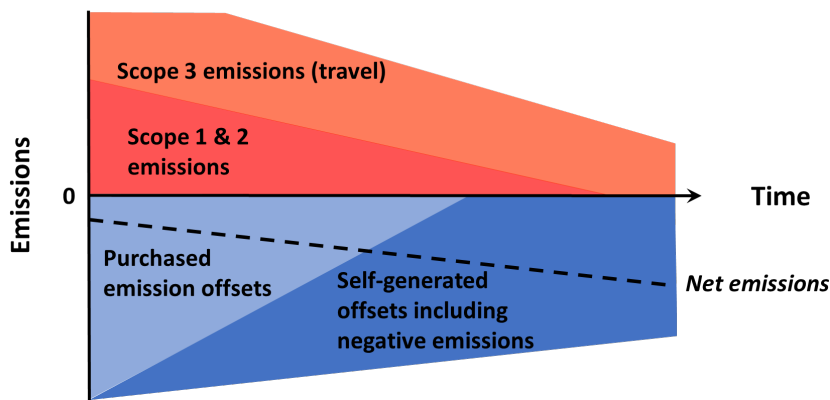 Scope 3 emissions (travel)
Scope 1 & 2
emissions
Emissions
0
Time
Purchased
emission offsets
Self-generated
offsets including
negative emissions
Net emissions